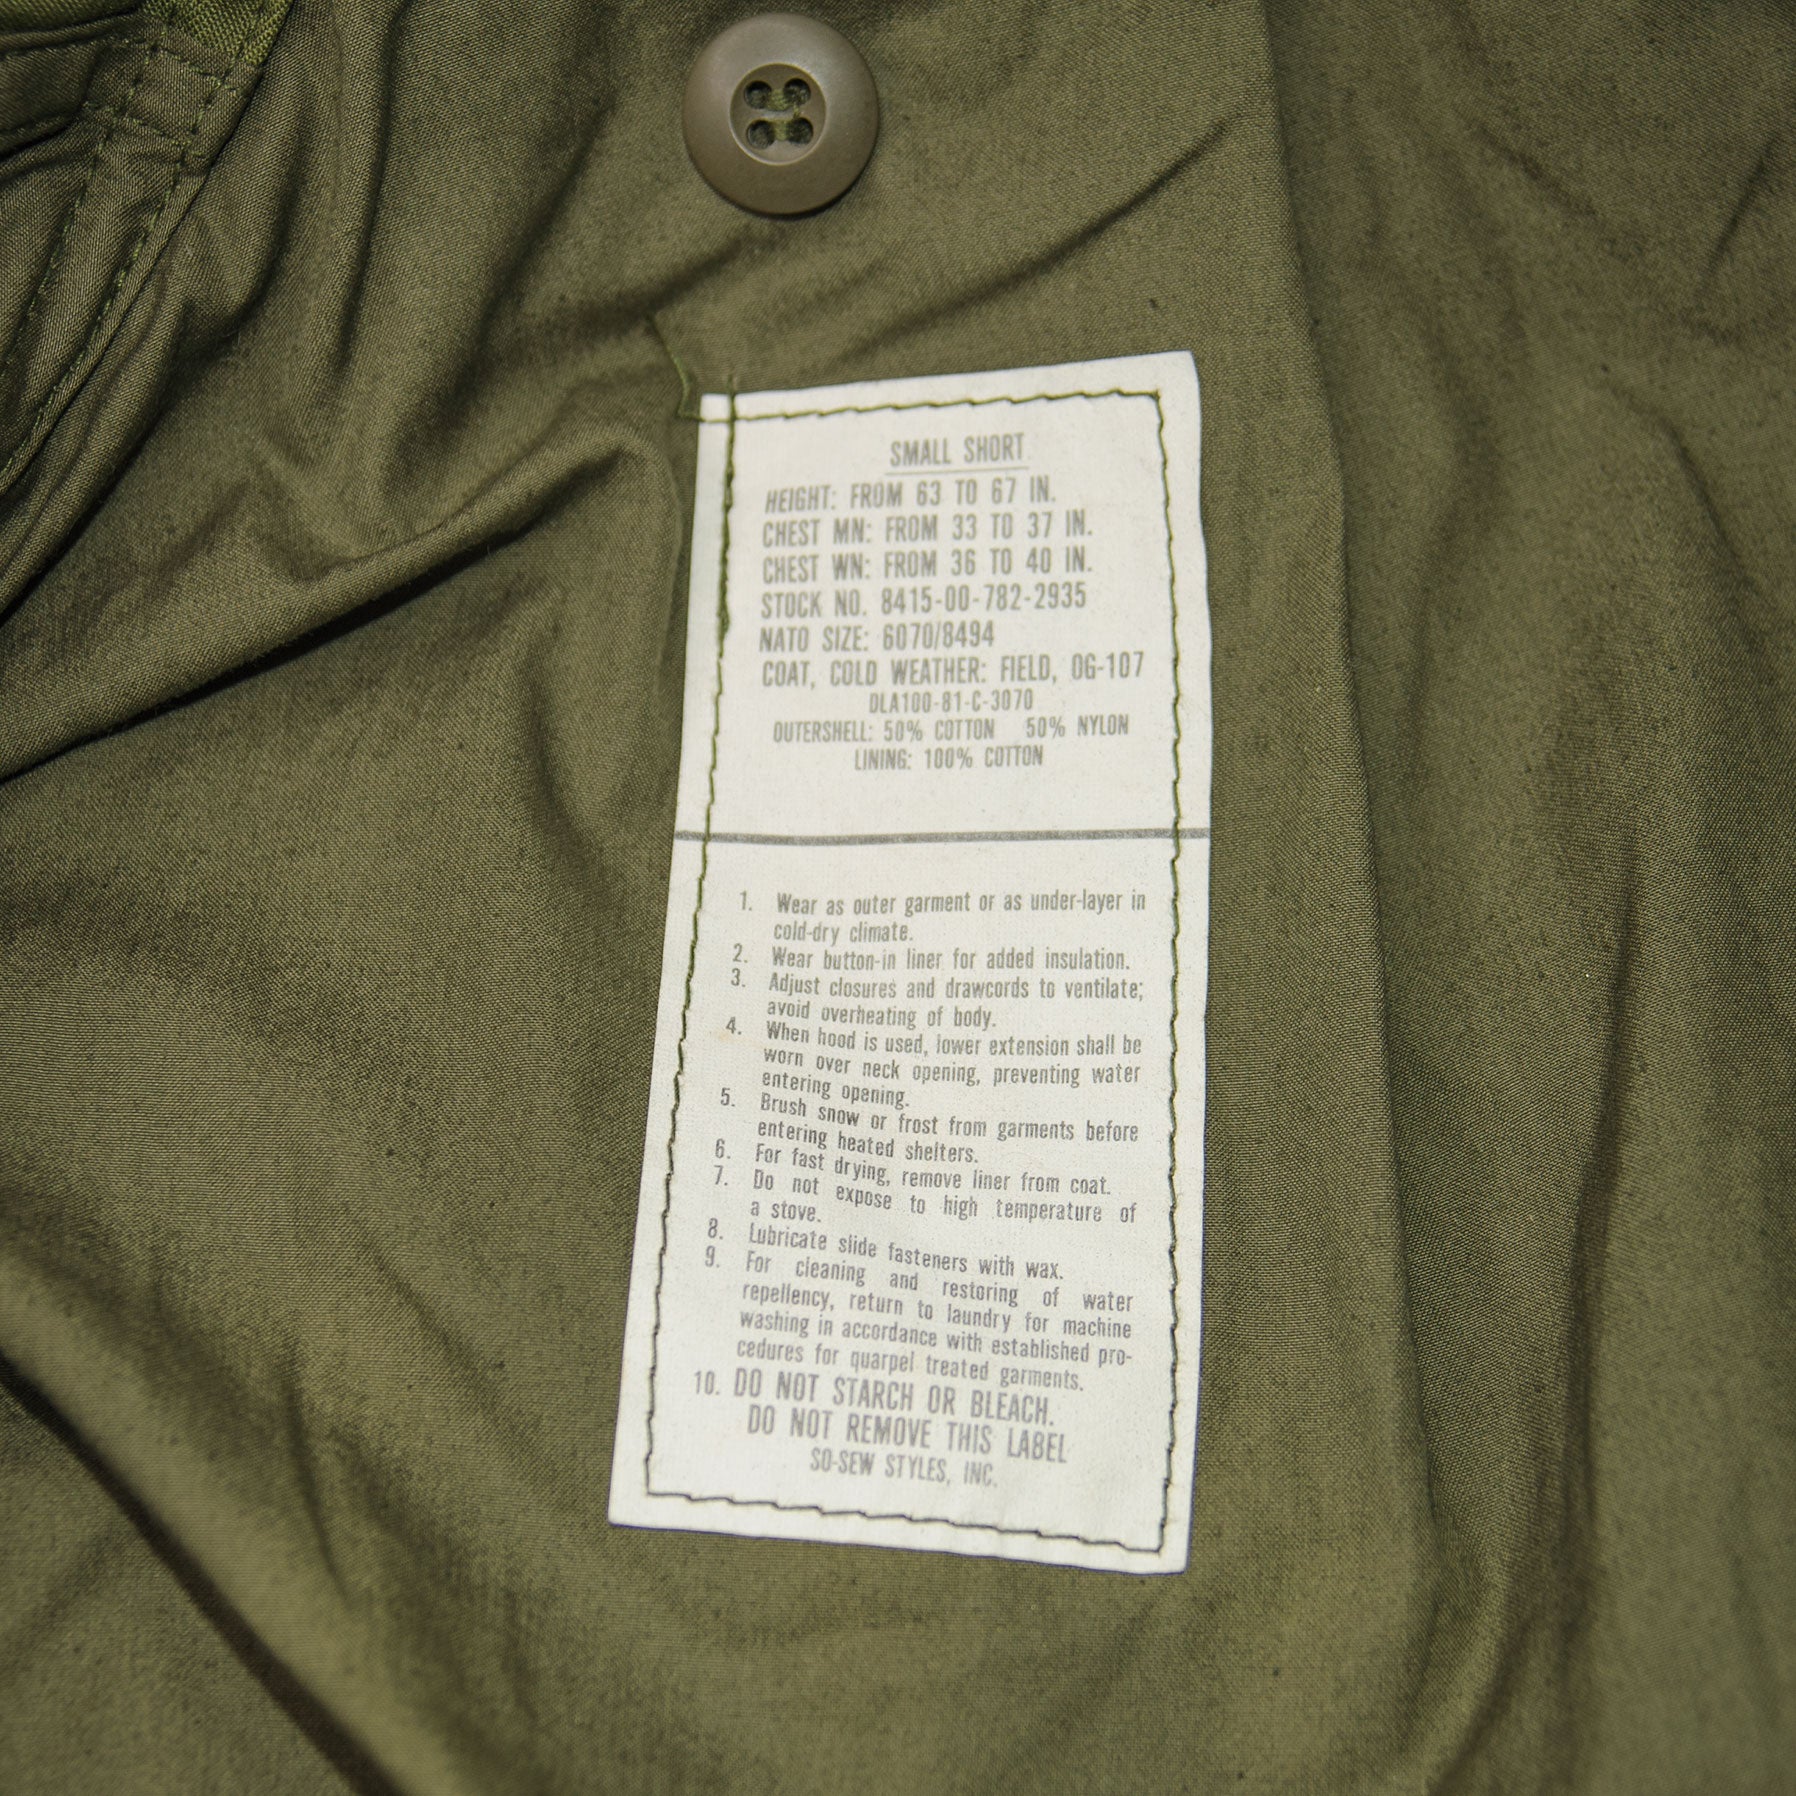 SMALL SHORT
HEIGHT: FROM 63 TO 67 IN.
CHEST MN: FROM 33 TO 37 IN.
CHEST WN: FROM 36 TO 40 IN.
STOCK NO. 8415-00-782-2935
NATO SIZE: 6070/8494
COAT, COLD WEATHER: FIELD, OG-107
DLA100-81-C-3070
OUTERSHELL: 50% COTTON 50% NYLON
LINING: 100% COTTON
1. Wear as outer garment or as under-layer in
cold-dry climate.
2. Wear button-in liner for added insulation.
3. Adjust closures and drawcords to ventilate;
avoid overheating of body.
4. When hood is used, lower extension shall be
worn over neck opening, preventing water
entering opening.
5. Brush snow or frost from garments before
entering heated shelters.
6. For fast drying, remove liner from coat.
7. Do not expose to high temperature of
a stove.
8. Lubricate slide fasteners with wax.
9. For cleaning and restoring of water
repellency, return to laundry for machine
washing in accordance with established pro-
cedures for quarpel treated garments.
10. DO NOT STARCH OR BLEACH.
DO NOT REMOVE THIS LABEL
SO-SEW STYLES, INC.